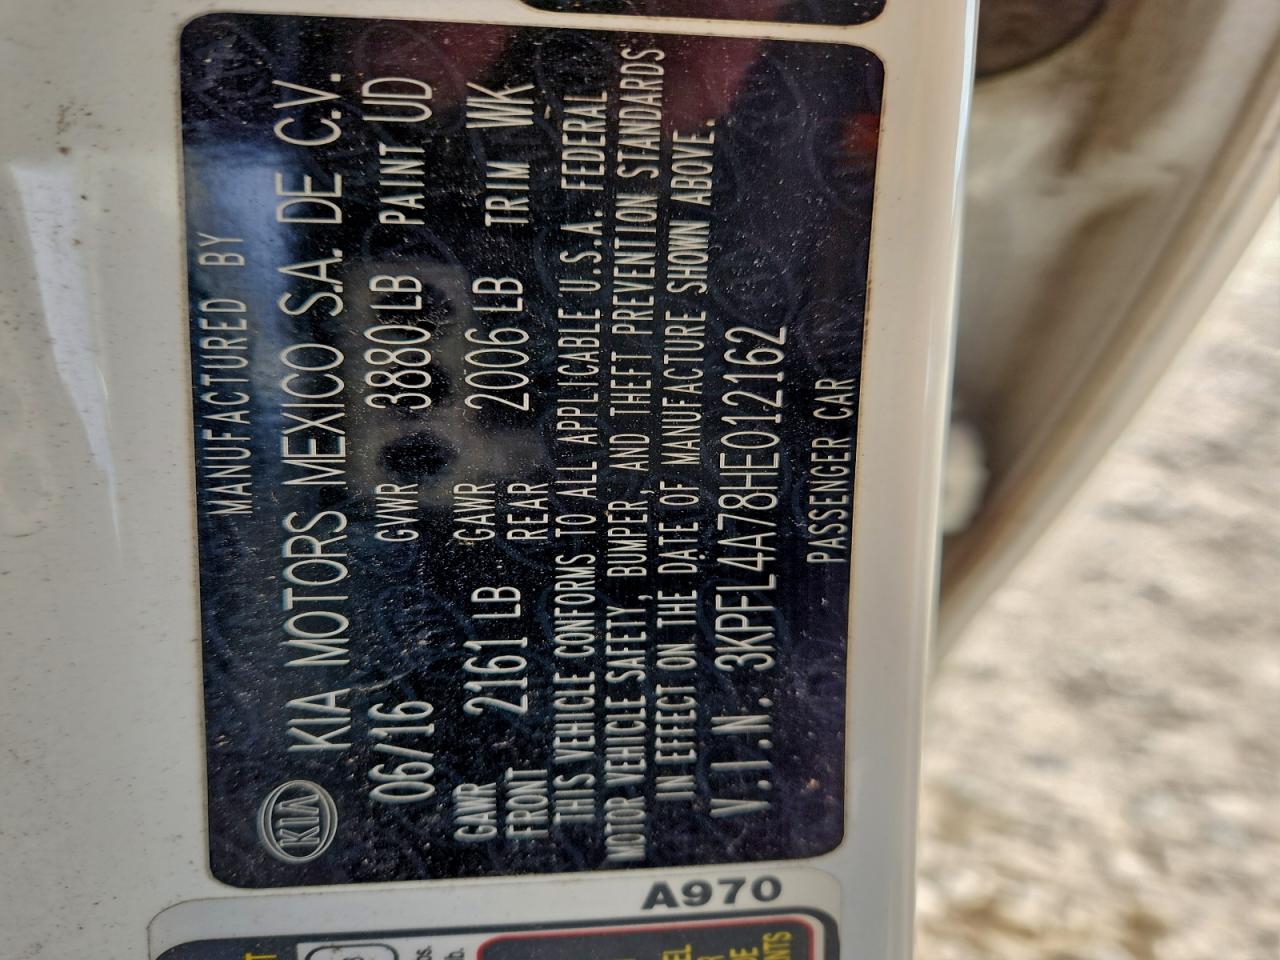 MANUFACTURED BY
KIA KIA MOTORS MEXICO S.A. DE C.V.
06/16 GVWR 3880 LB PAINT UD
GAWR FRONT 2161 LB GAWR REAR 2006 LB TRIM WK
THIS VEHICLE CONFORMS TO ALL APPLICABLE U.S.A. FEDERAL
MOTOR VEHICLE SAFETY, BUMPER, AND THEFT PREVENTION STANDARDS
IN EFFECT ON THE DATE OF MANUFACTURE SHOWN ABOVE.
V.I.N. 3KPFL4A78HE012162
PASSENGER CAR
A970